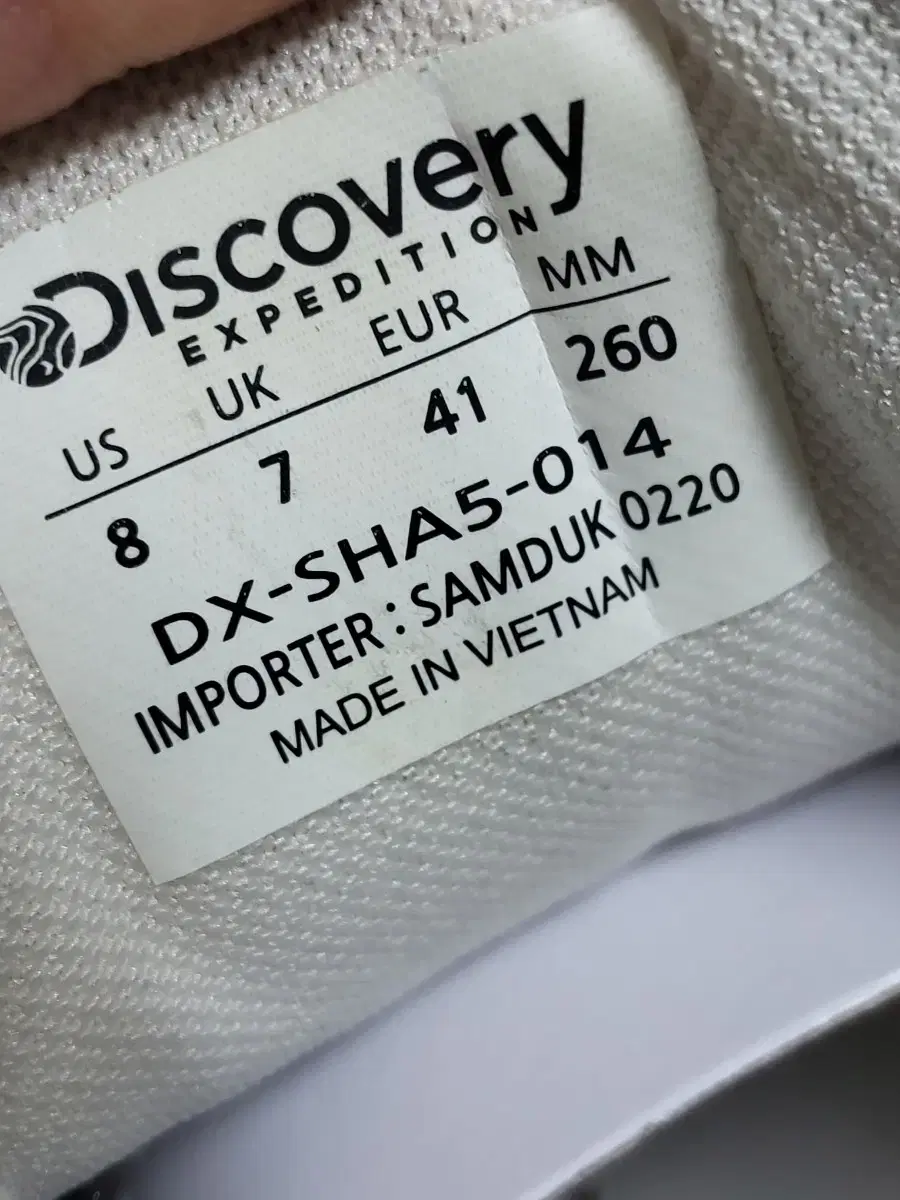 DISCOVERY
EXPEDITION
US UK EUR MM
8 7 41 260
DX-SHA5-014
IMPORTER : SAMDUK 0220
MADE IN VIETNAM